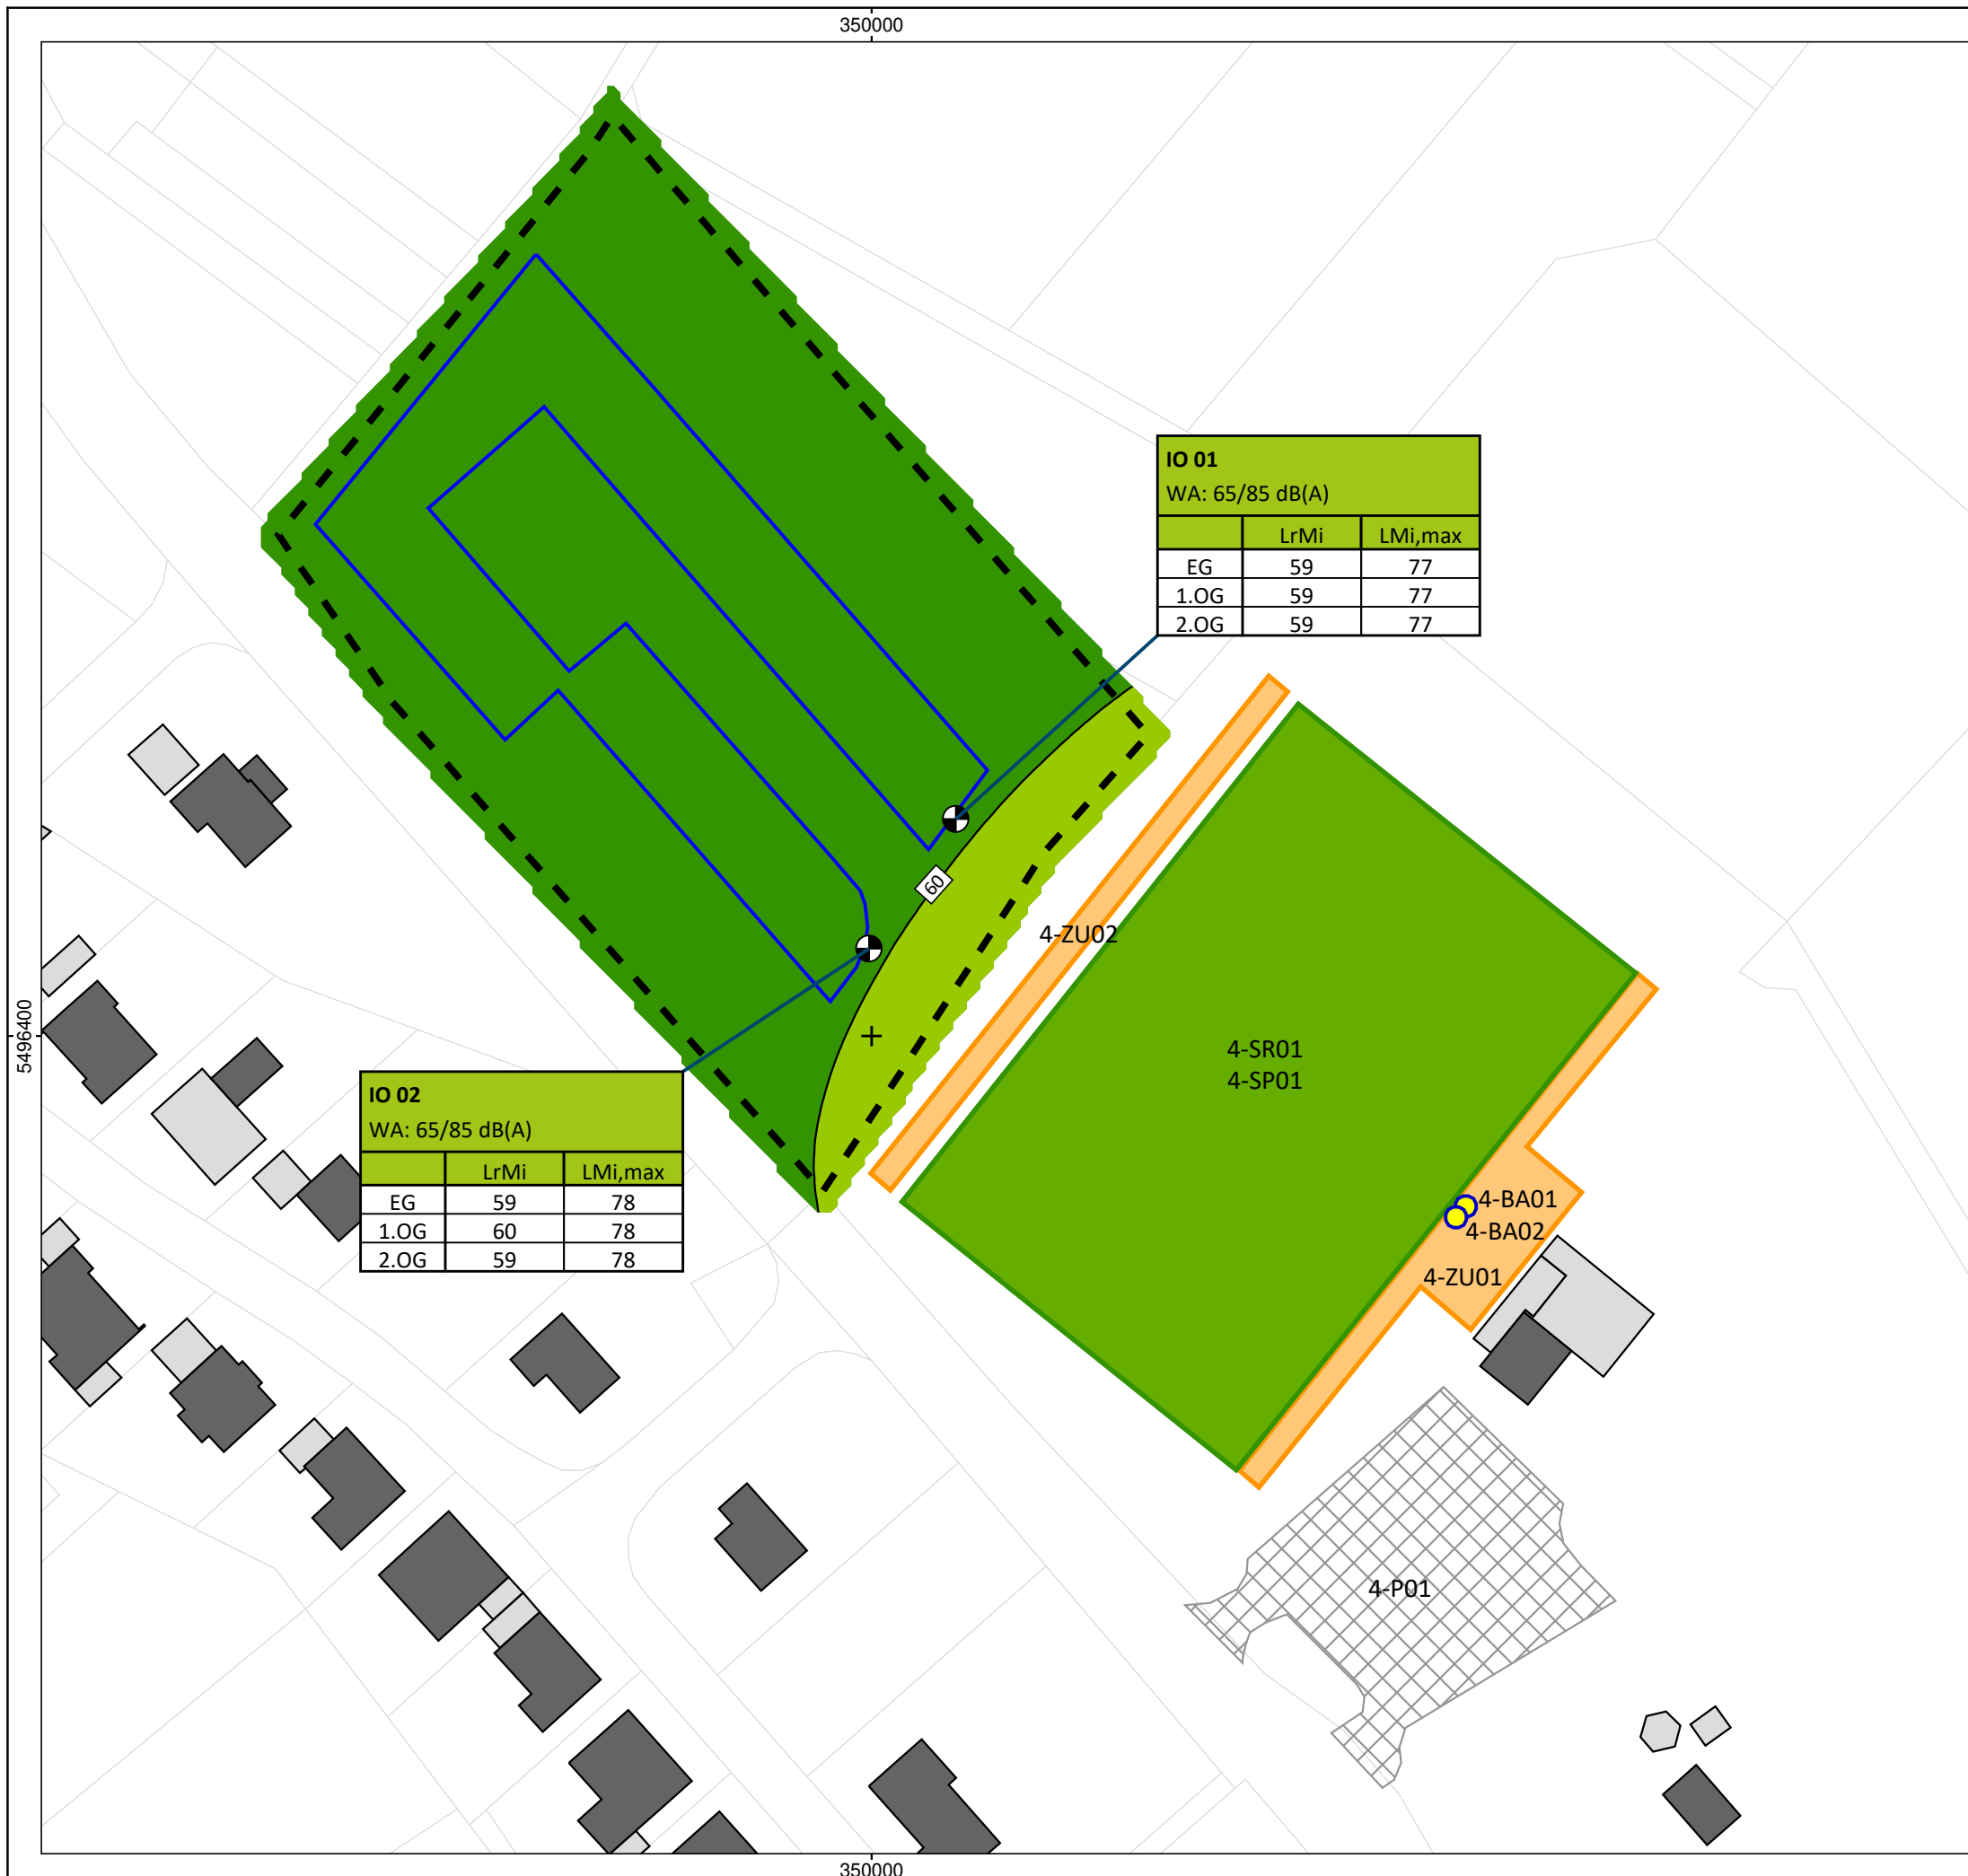 350000
IO 01
WA: 65/85 dB(A)
LrMi LMi,max
EG 59 77
1.OG 59 77
2.OG 59 77
60
4-ZU02
5496400
4-SR01
4-SP01
IO 02
WA: 65/85 dB(A)
LrMi LMi,max
EG 59 78
1.OG 60 78
2.OG 59 78
4-BA01
4-BA02
4-ZU01
4-P01
350000